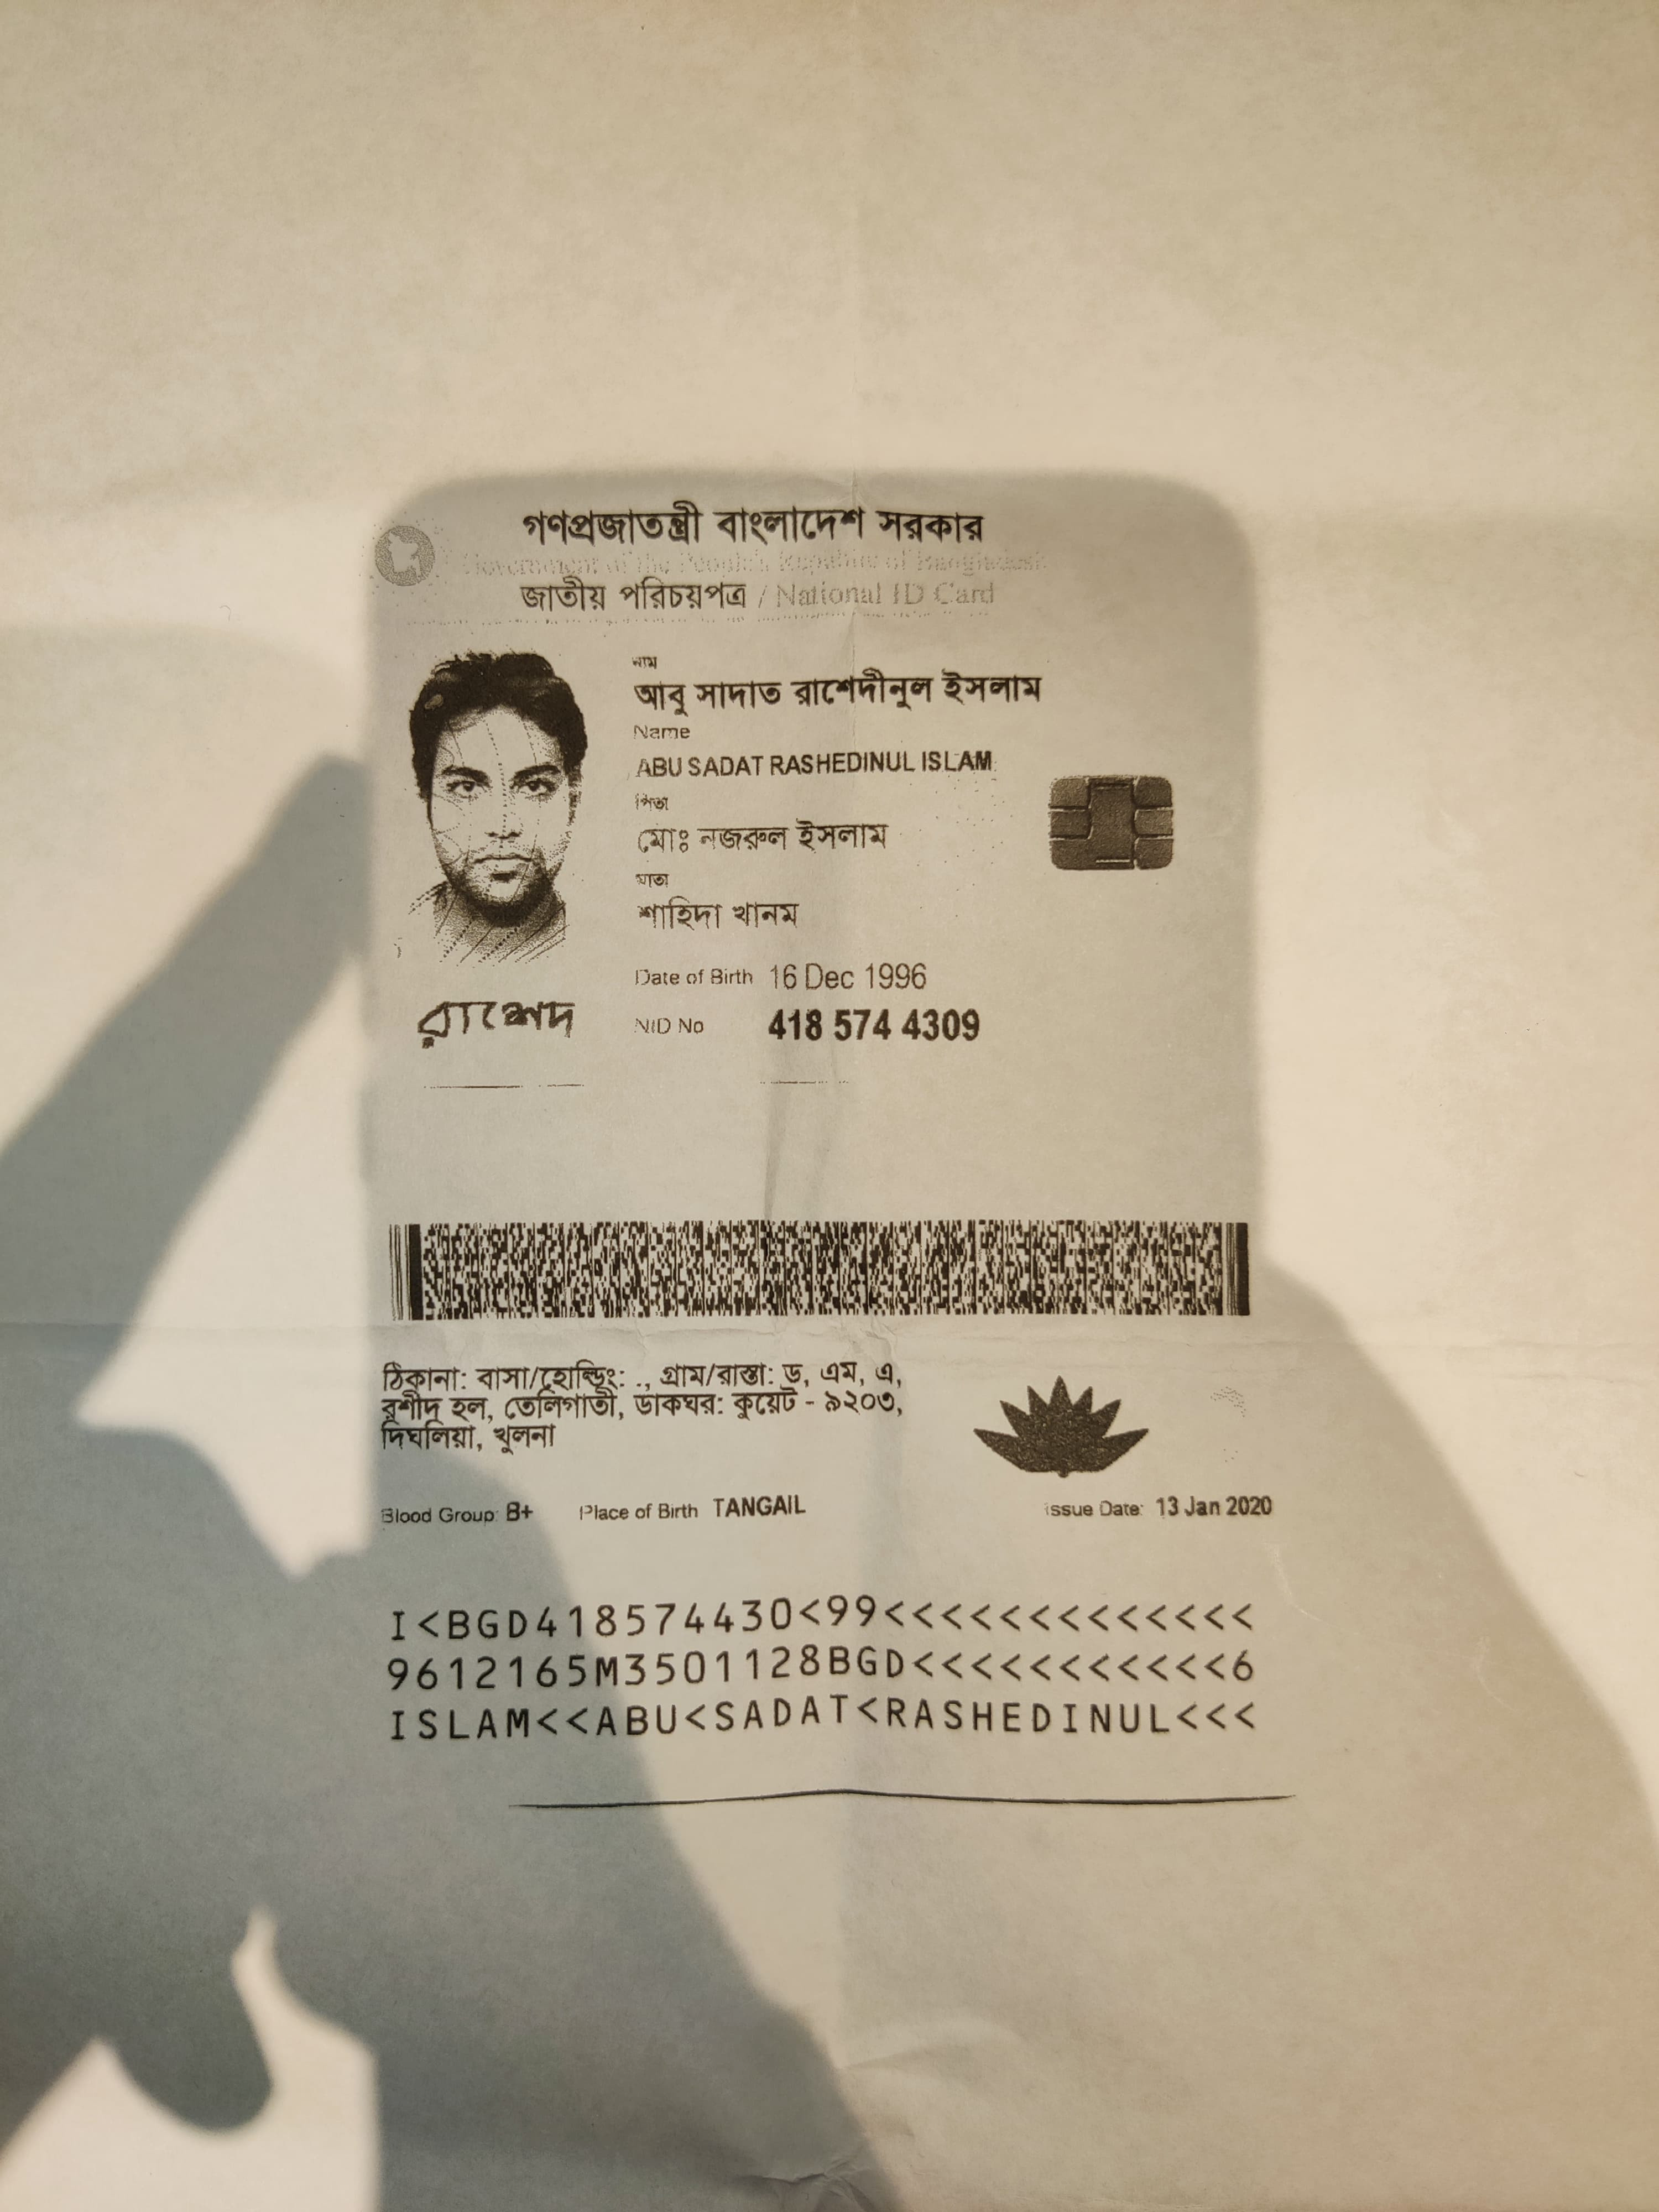 গণপ্রজাতন্ত্রী বাংলাদেশ সরকার
Government of the People's Republic of Bangladesh
জাতীয় পরিচয়পত্র / National ID Card
নাম
আবু সাদাত রাশেদীনুল ইসলাম
Name
ABU SADAT RASHEDINUL ISLAM
পিতা
মোঃ নজরুল ইসলাম
মাতা
শাহিদা খানম
Date of Birth 16 Dec 1996
রাশেদ
NID No 418 574 4309
ঠিকানা: বাসা/হোল্ডিং: ., গ্রাম/রাস্তা: ড, এম, এ,
রশীদ হল, তেলিগাতী, ডাকঘর: কুয়েট - ৯২০৩,
দিঘলিয়া, খুলনা
Blood Group: B+ Place of Birth TANGAIL Issue Date: 13 Jan 2020
I<BGD418574430<99<<<<<<<<<<<<<
9612165M3501128BGD<<<<<<<<<<<6
ISLAM<<ABU<SADAT<RASHEDINUL<<<